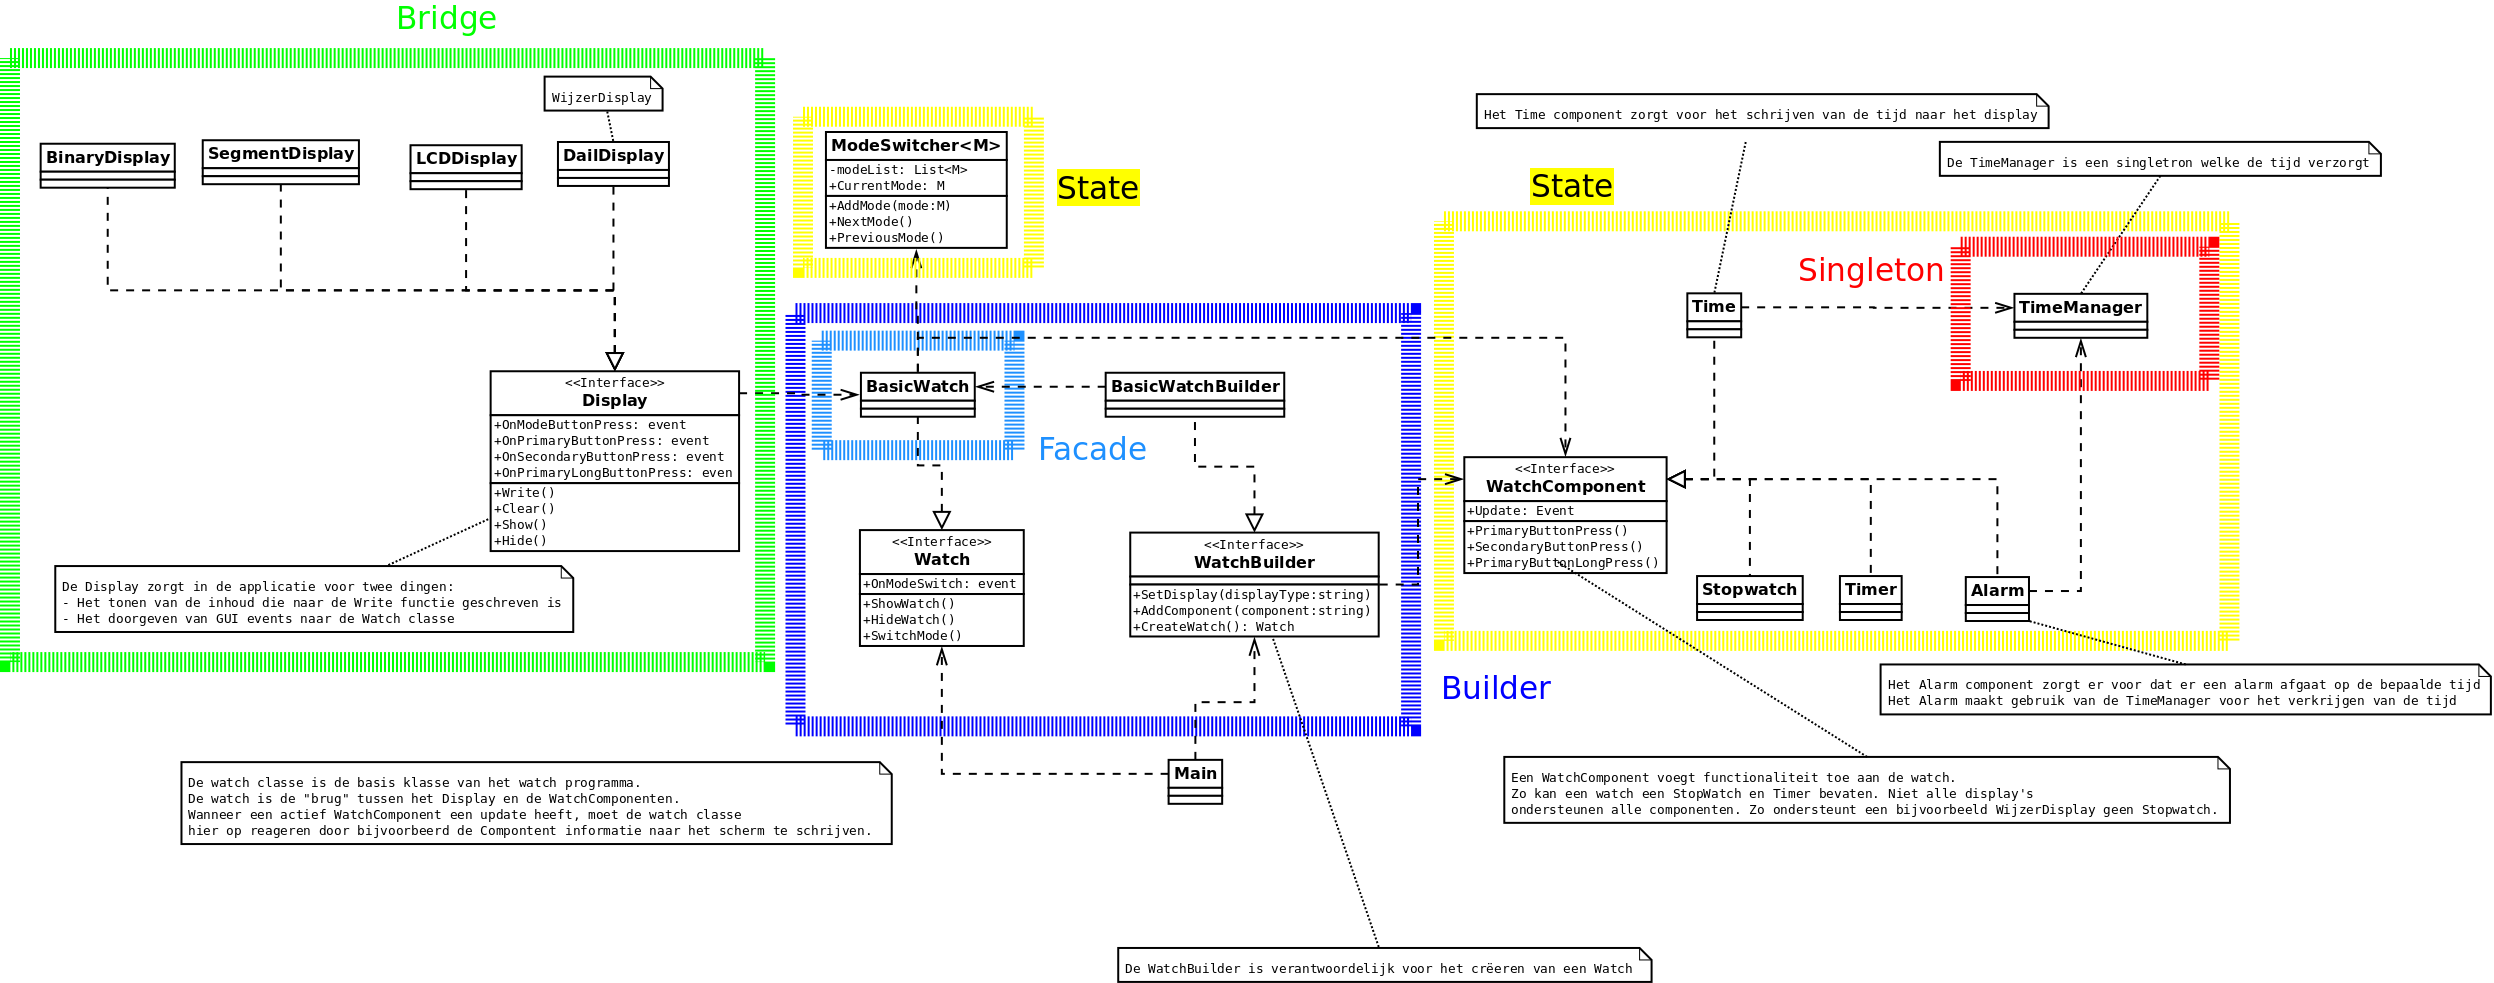 Bridge
WijzerDisplay
BinaryDisplay
SegmentDisplay
LCDDisplay
DailDisplay
<<Interface>>
Display
+OnModeButtonPress: event
+OnPrimaryButtonPress: event
+OnSecondaryButtonPress: event
+OnPrimaryLongButtonPress: even
+Write()
+Clear()
+Show()
+Hide()
De Display zorgt in de applicatie voor twee dingen:
- Het tonen van de inhoud die naar de Write functie geschreven is
- Het doorgeven van GUI events naar de Watch classe
ModeSwitcher<M>
-modeList: List<M>
+CurrentMode: M
+AddMode(mode:M)
+NextMode()
+PreviousMode()
State
BasicWatch
BasicWatchBuilder
Facade
<<Interface>>
Watch
+OnModeSwitch: event
+ShowWatch()
+HideWatch()
+SwitchMode()
<<Interface>>
WatchBuilder
+SetDisplay(displayType:string)
+AddComponent(component:string)
+CreateWatch(): Watch
Builder
Main
De watch classe is de basis klasse van het watch programma.
De watch is de "brug" tussen het Display en de WatchComponenten.
Wanneer een actief WatchComponent een update heeft, moet de watch classe
hier op reageren door bijvoorbeerd de Compontent informatie naar het scherm te schrijven.
De WatchBuilder is verantwoordelijk voor het crëeren van een Watch
Het Time component zorgt voor het schrijven van de tijd naar het display
De TimeManager is een singletron welke de tijd verzorgt
State
Singleton
Time
TimeManager
<<Interface>>
WatchComponent
+Update: Event
+PrimaryButtonPress()
+SecondaryButtonPress()
+PrimaryButtonLongPress()
Stopwatch
Timer
Alarm
Het Alarm component zorgt er voor dat er een alarm afgaat op de bepaalde tijd
Het Alarm maakt gebruik van de TimeManager voor het verkrijgen van de tijd
Een WatchComponent voegt functionaliteit toe aan de watch.
Zo kan een watch een StopWatch en Timer bevaten. Niet alle display's
ondersteunen alle componenten. Zo ondersteunt een bijvoorbeeld WijzerDisplay geen Stopwatch.